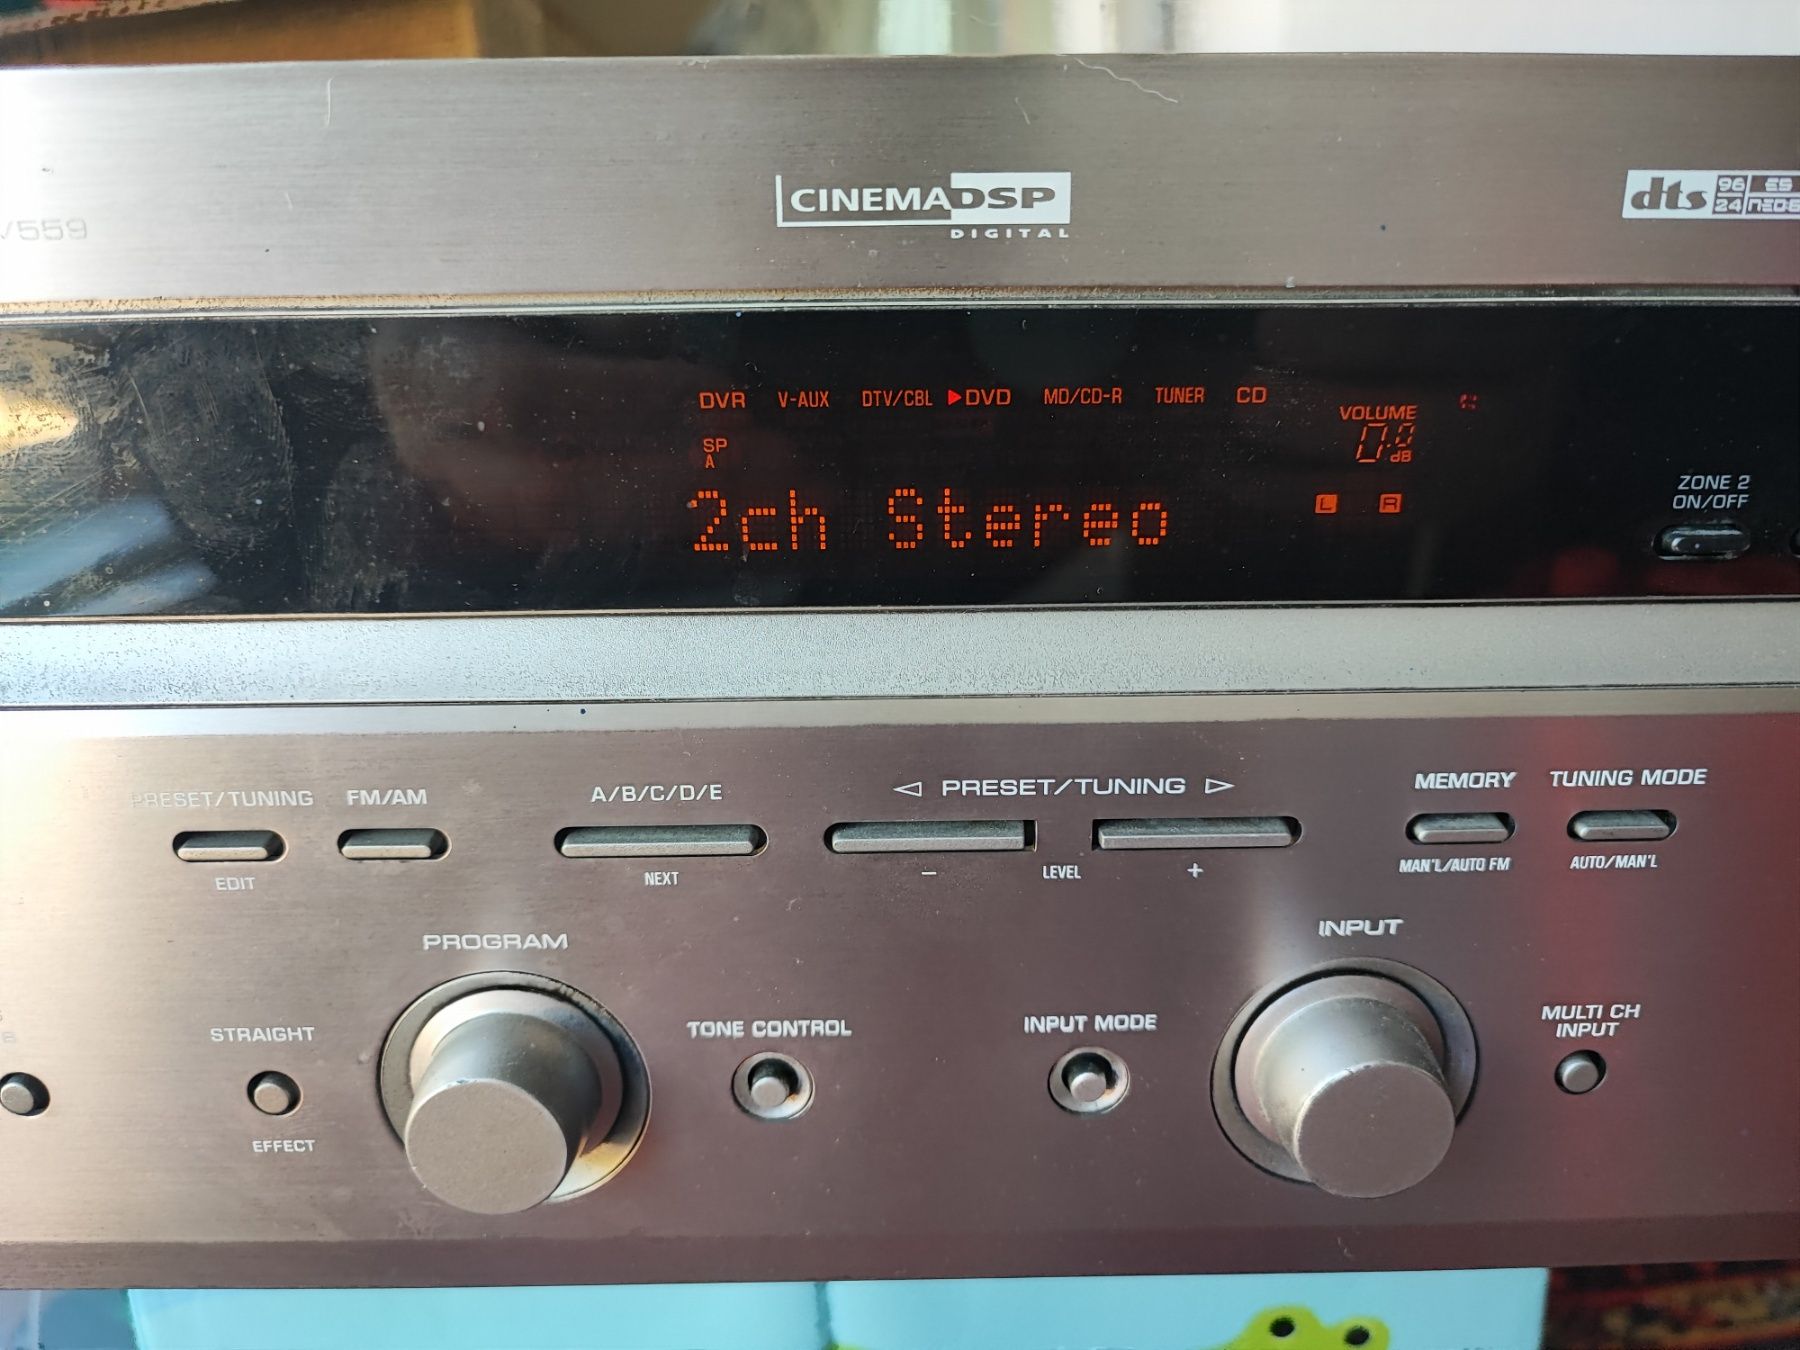 CINEMA DSP
DIGITAL
dts 96 ES
24
V559
DVR V-AUX DTV/CBL DVD MD/CD-R TUNER CD
VOLUME
0.0
dB
SP
A
2ch Stereo
L R
ZONE 2
ON/OFF
PRESET/TUNING FM/AM A/B/C/D/E ◁ PRESET/TUNING ▷ MEMORY TUNING MODE
EDIT NEXT – LEVEL + MAN'L/AUTO FM AUTO/MAN'L
PROGRAM INPUT
STRAIGHT TONE CONTROL INPUT MODE MULTI CH
INPUT
EFFECT